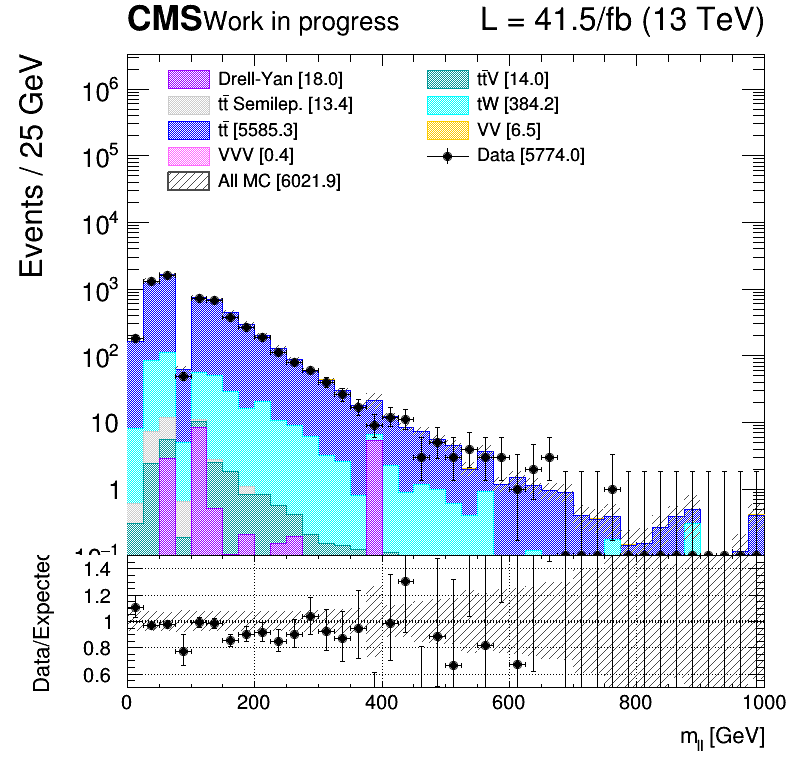 CMS Work in progress L = 41.5/fb (13 TeV)
Events / 25 GeV
Drell-Yan [18.0] tt̄V [14.0]
tt̄ Semilep. [13.4] tW [384.2]
tt̄ [5585.3] VV [6.5]
VVV [0.4] Data [5774.0]
All MC [6021.9]
10⁶
10⁵
10⁴
10³
10²
10
1
10⁻¹
Data/Expected
1.4
1.2
1
0.8
0.6
0 200 400 600 800 1000
m_ll [GeV]